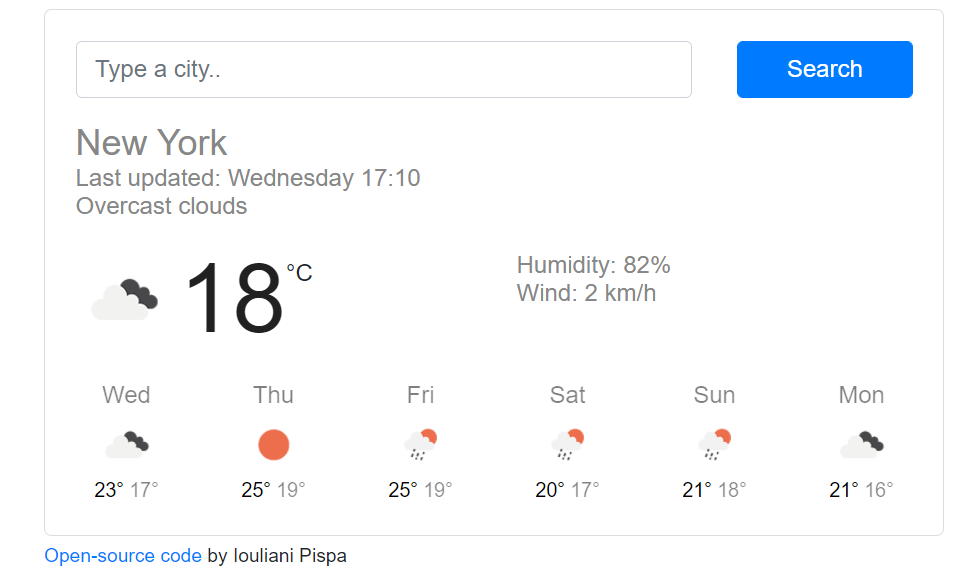 Type a city..
Search
New York
Last updated: Wednesday 17:10
Overcast clouds
18°C
Humidity: 82%
Wind: 2 km/h
Wed Thu Fri Sat Sun Mon
23° 17° 25° 19° 25° 19° 20° 17° 21° 18° 21° 16°
Open-source code by Iouliani Pispa